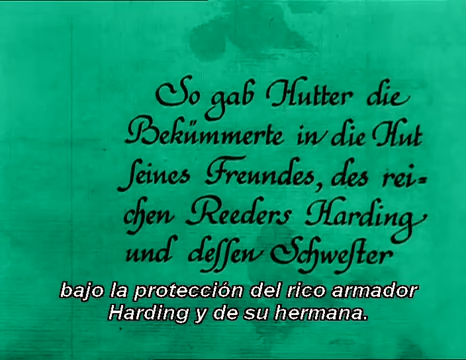 So gab Hutter die
Bekümmerte in die Hut
seines Freundes, des rei=
chen Reeders Harding
und dessen Schwester
bajo la protección del rico armador
Harding y de su hermana.